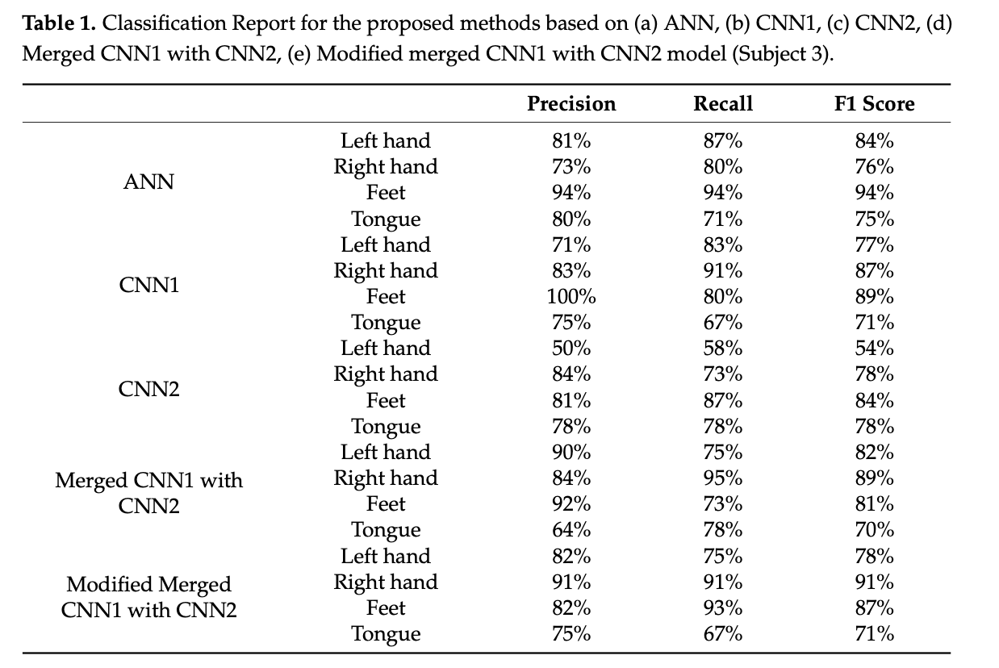 Table 1. Classification Report for the proposed methods based on (a) ANN, (b) CNN1, (c) CNN2, (d)
Merged CNN1 with CNN2, (e) Modified merged CNN1 with CNN2 model (Subject 3).
Precision Recall F1 Score
ANN
Left hand 81% 87% 84%
Right hand 73% 80% 76%
Feet 94% 94% 94%
Tongue 80% 71% 75%
CNN1
Left hand 71% 83% 77%
Right hand 83% 91% 87%
Feet 100% 80% 89%
Tongue 75% 67% 71%
CNN2
Left hand 50% 58% 54%
Right hand 84% 73% 78%
Feet 81% 87% 84%
Tongue 78% 78% 78%
Merged CNN1 with
CNN2
Left hand 90% 75% 82%
Right hand 84% 95% 89%
Feet 92% 73% 81%
Tongue 64% 78% 70%
Modified Merged
CNN1 with CNN2
Left hand 82% 75% 78%
Right hand 91% 91% 91%
Feet 82% 93% 87%
Tongue 75% 67% 71%